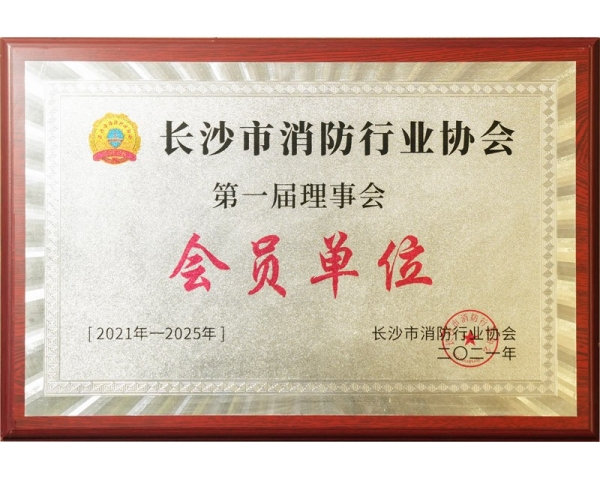 长沙市消防行业协会
第一届理事会
会员单位
[ 2021年—2025年 ]
长沙市消防行业协会
二〇二一年